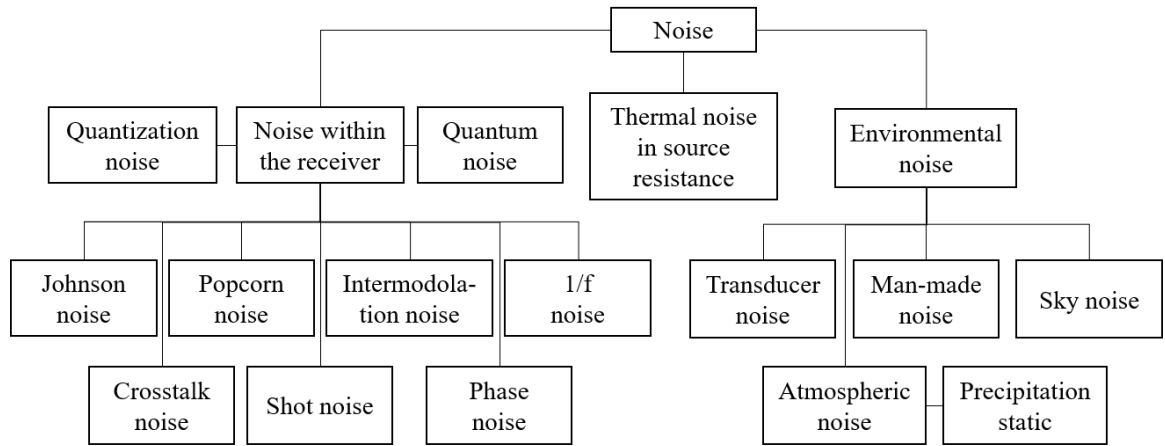 Noise
Quantization
noise
Noise within
the receiver
Quantum
noise
Thermal noise
in source
resistance
Environmental
noise
Johnson
noise
Popcorn
noise
Intermodola-
tion noise
1/f
noise
Transducer
noise
Man-made
noise
Sky noise
Crosstalk
noise
Shot noise
Phase
noise
Atmospheric
noise
Precipitation
static